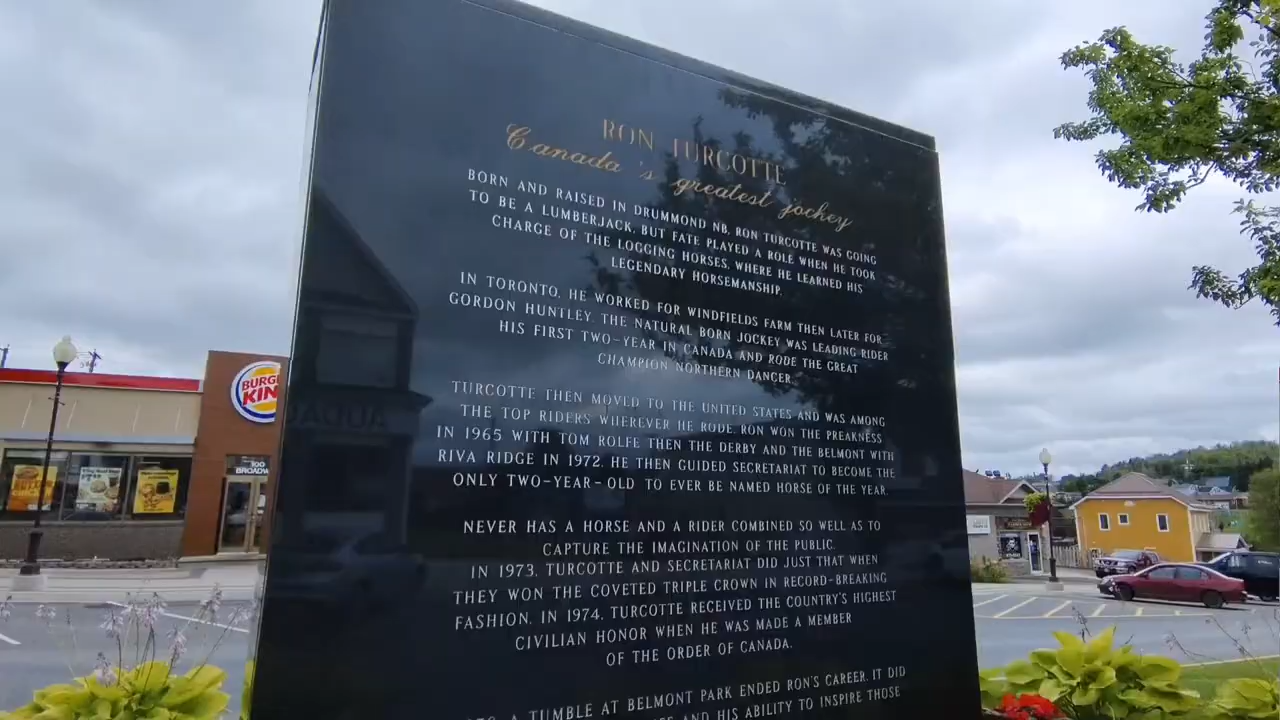 RON TURCOTTE
Canada's greatest jockey
BORN AND RAISED IN DRUMMOND NB, RON TURCOTTE WAS GOING
TO BE A LUMBERJACK, BUT FATE PLAYED A ROLE WHEN HE TOOK
CHARGE OF THE LOGGING HORSES, WHERE HE LEARNED HIS
LEGENDARY HORSEMANSHIP.
IN TORONTO, HE WORKED FOR WINDFIELDS FARM THEN LATER FOR
GORDON HUNTLEY. THE NATURAL BORN JOCKEY WAS LEADING RIDER
HIS FIRST TWO-YEAR IN CANADA AND RODE THE GREAT
CHAMPION NORTHERN DANCER.
TURCOTTE THEN MOVED TO THE UNITED STATES AND WAS AMONG
THE TOP RIDERS WHEREVER HE RODE. RON WON THE PREAKNESS
IN 1965 WITH TOM ROLFE THEN THE DERBY AND THE BELMONT WITH
RIVA RIDGE IN 1972. HE THEN GUIDED SECRETARIAT TO BECOME THE
ONLY TWO-YEAR-OLD TO EVER BE NAMED HORSE OF THE YEAR.
NEVER HAS A HORSE AND A RIDER COMBINED SO WELL AS TO
CAPTURE THE IMAGINATION OF THE PUBLIC.
IN 1973, TURCOTTE AND SECRETARIAT DID JUST THAT WHEN
THEY WON THE COVETED TRIPLE CROWN IN RECORD-BREAKING
FASHION. IN 1974, TURCOTTE RECEIVED THE COUNTRY'S HIGHEST
CIVILIAN HONOR WHEN HE WAS MADE A MEMBER
OF THE ORDER OF CANADA.
A TUMBLE AT BELMONT PARK ENDED RON'S CAREER. IT DID
AND HIS ABILITY TO INSPIRE THOSE
BURGE
KIN
100
BROADW